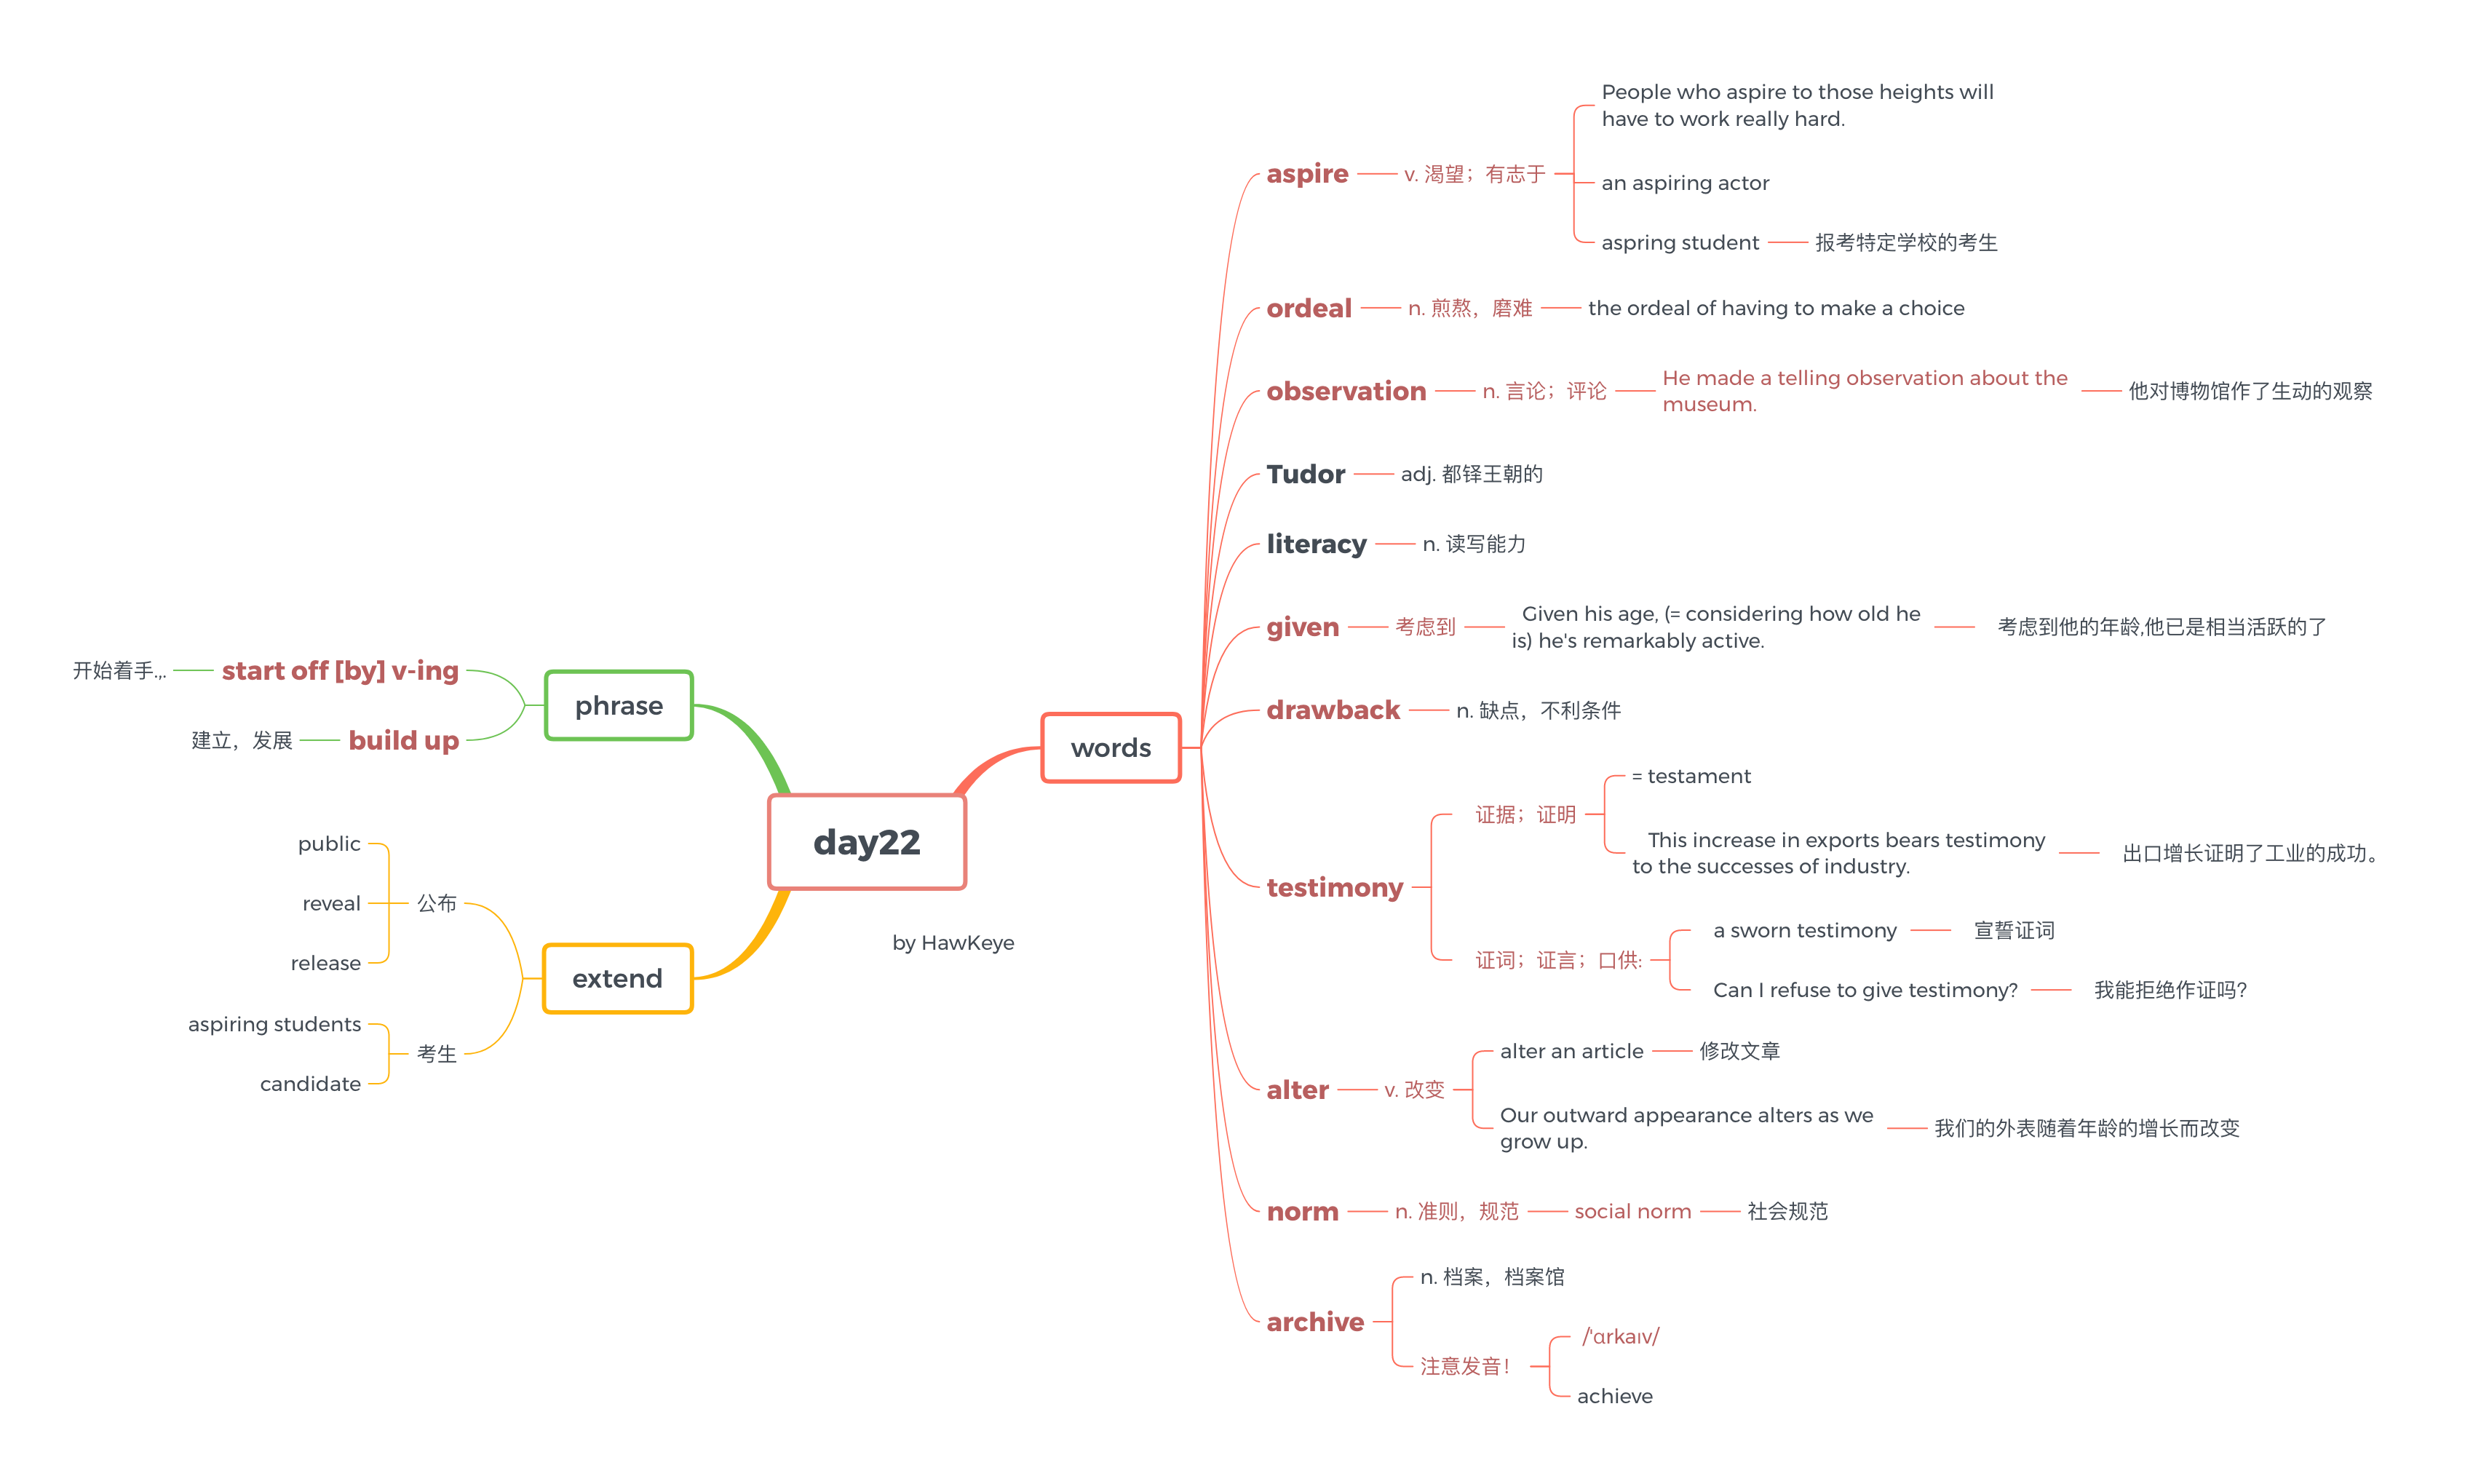 day22
by HawKeye
words
aspire
v. 渴望；有志于
People who aspire to those heights will
have to work really hard.
an aspiring actor
aspring student
报考特定学校的考生
ordeal
n. 煎熬，磨难
the ordeal of having to make a choice
observation
n. 言论；评论
He made a telling observation about the
museum.
他对博物馆作了生动的观察
Tudor
adj. 都铎王朝的
literacy
n. 读写能力
given
考虑到
Given his age, (= considering how old he
is) he's remarkably active.
考虑到他的年龄,他已是相当活跃的了
drawback
n. 缺点，不利条件
testimony
证据；证明
= testament
This increase in exports bears testimony
to the successes of industry.
出口增长证明了工业的成功。
证词；证言；口供:
a sworn testimony
宣誓证词
Can I refuse to give testimony?
我能拒绝作证吗?
alter
v. 改变
alter an article
修改文章
Our outward appearance alters as we
grow up.
我们的外表随着年龄的增长而改变
norm
n. 准则，规范
social norm
社会规范
archive
n. 档案，档案馆
注意发音！
/ˈɑrkaɪv/
achieve
phrase
start off [by] v-ing
开始着手.,.
build up
建立，发展
extend
公布
public
reveal
release
考生
aspiring students
candidate